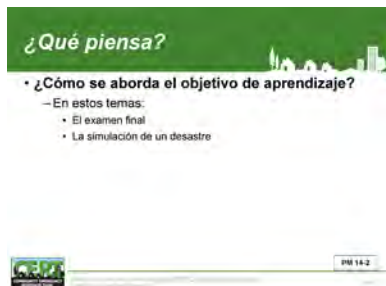 ¿Qué piensa?
• ¿Cómo se aborda el objetivo de aprendizaje?
– En estos temas:
• El examen final
• La simulación de un desastre
PM 14-2
CERT